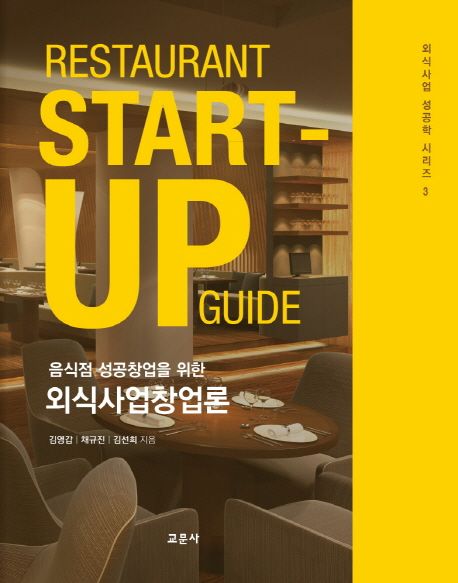 RESTAURANT
START-
UP
GUIDE
음식점 성공창업을 위한
외식사업창업론
김영갑 | 채규진 | 김선희 지음
교문사
외식사업 성공학 시리즈 3